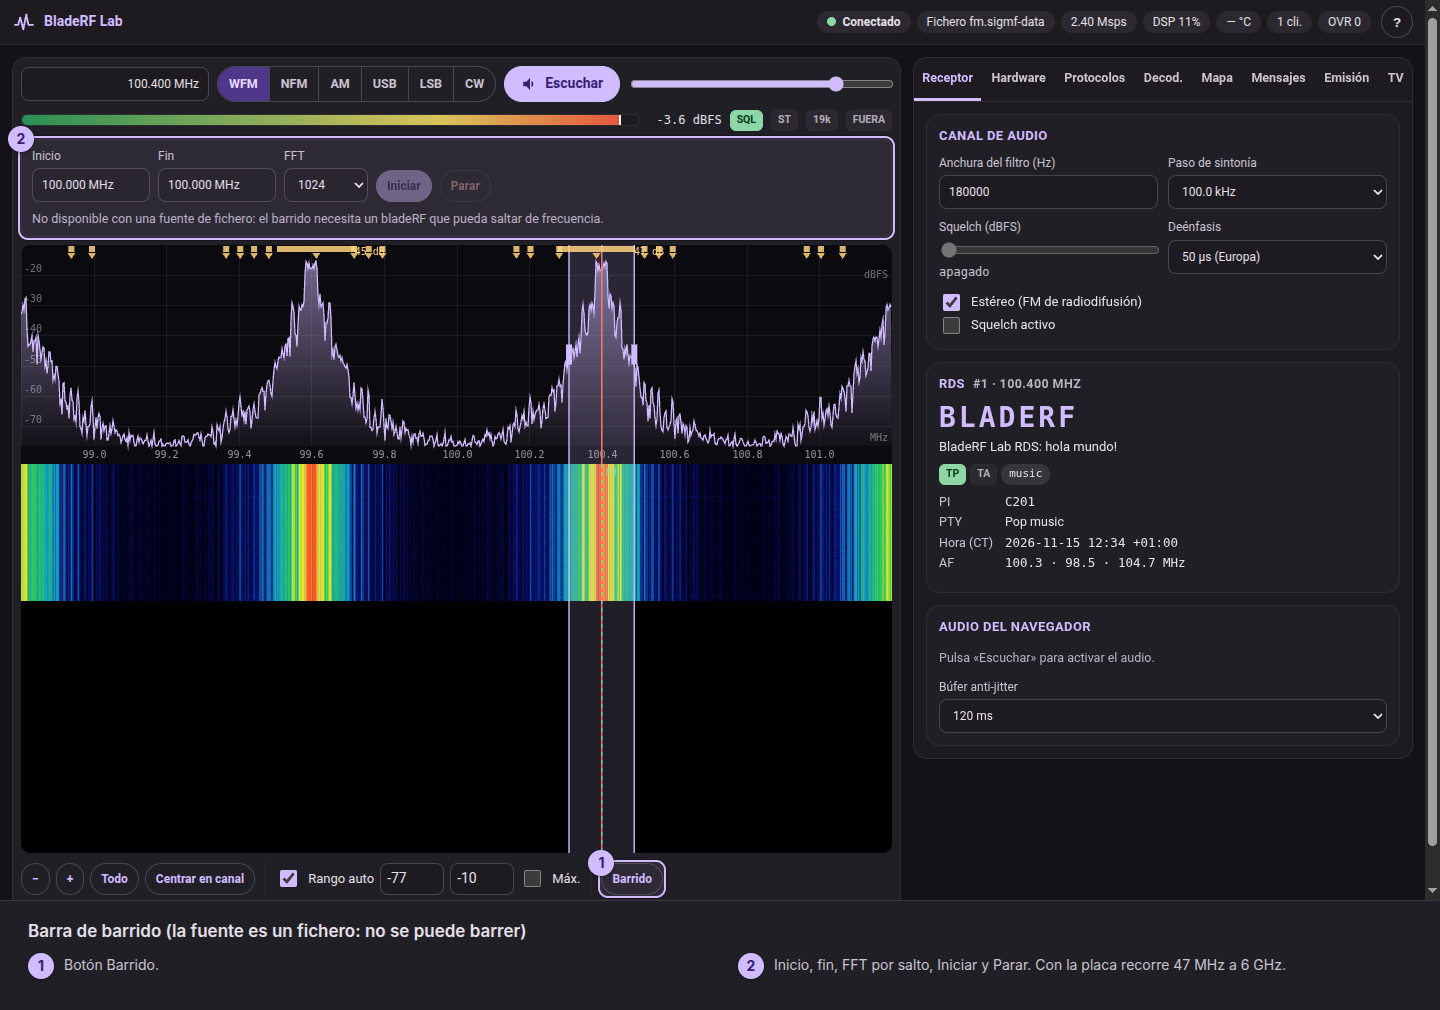 BladeRF Lab
Conectado
Fichero fm.sigmf-data
2.40 Msps
DSP 11%
— °C
1 cli.
OVR 0
?
100.400 MHz
WFM NFM AM USB LSB CW
Escuchar
-3.6 dBFS SQL ST 19k FUERA
2
Inicio Fin FFT
100.000 MHz 100.000 MHz 1024 Iniciar Parar
No disponible con una fuente de fichero: el barrido necesita un bladeRF que pueda saltar de frecuencia.
-20 dBFS
-30
-40
-60
-70
MHz
99.0 99.2 99.4 99.6 99.8 100.0 100.2 100.4 100.6 100.8 101.0
− + Todo Centrar en canal Rango auto -77 -10 Máx. Barrido
1
Receptor Hardware Protocolos Decod. Mapa Mensajes Emisión TV
CANAL DE AUDIO
Anchura del filtro (Hz) Paso de sintonía
180000 100.0 kHz
Squelch (dBFS) Deénfasis
apagado 50 µs (Europa)
Estéreo (FM de radiodifusión)
Squelch activo
RDS #1 · 100.400 MHZ
BLADERF
BladeRF Lab RDS: hola mundo!
TP TA music
PI C201
PTY Pop music
Hora (CT) 2026-11-15 12:34 +01:00
AF 100.3 · 98.5 · 104.7 MHz
AUDIO DEL NAVEGADOR
Pulsa «Escuchar» para activar el audio.
Búfer anti-jitter
120 ms
Barra de barrido (la fuente es un fichero: no se puede barrer)
1 Botón Barrido.
2 Inicio, fin, FFT por salto, Iniciar y Parar. Con la placa recorre 47 MHz a 6 GHz.